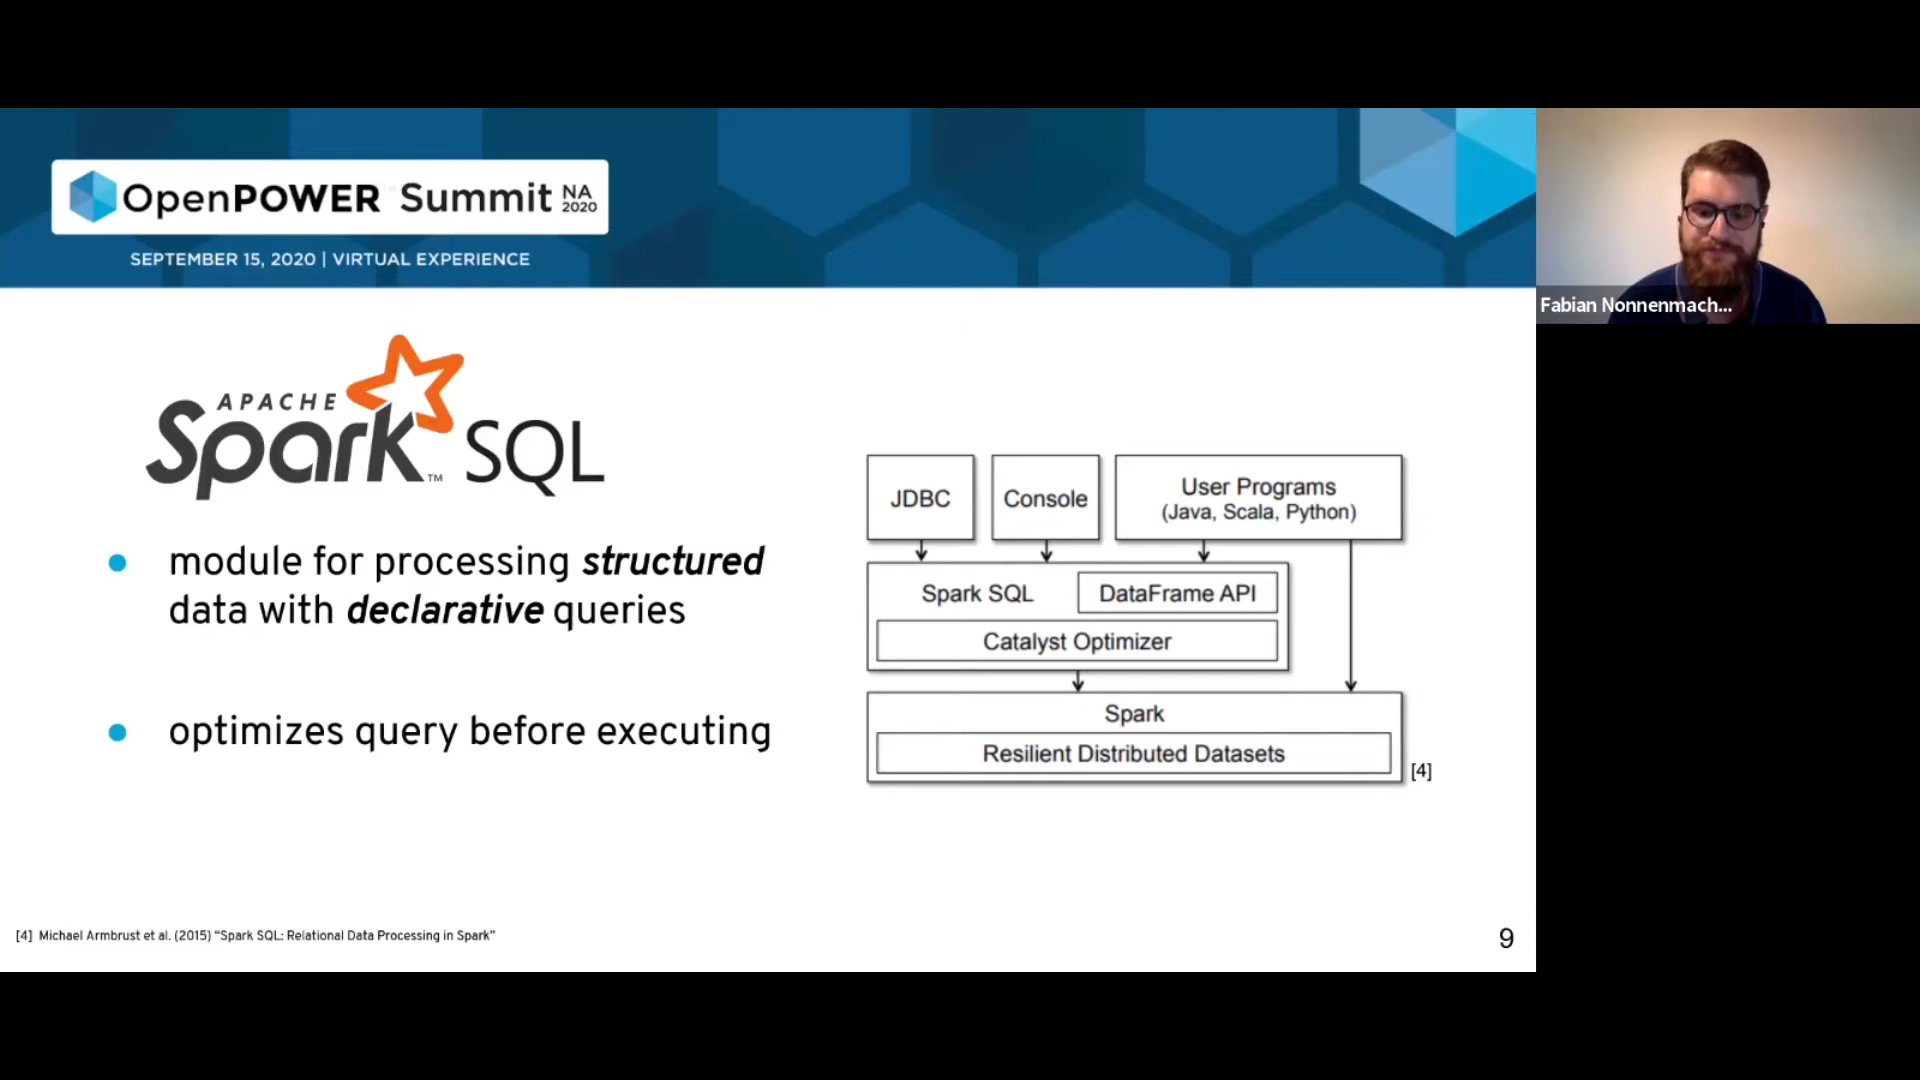 OpenPOWER Summit NA 2020
SEPTEMBER 15, 2020 | VIRTUAL EXPERIENCE
Fabian Nonnenmach...
APACHE
Spark™ SQL
module for processing structured
data with declarative queries
optimizes query before executing
JDBC
Console
User Programs
(Java, Scala, Python)
Spark SQL
DataFrame API
Catalyst Optimizer
Spark
Resilient Distributed Datasets
[4]
[4] Michael Armbrust et al. (2015) “Spark SQL: Relational Data Processing in Spark”
9